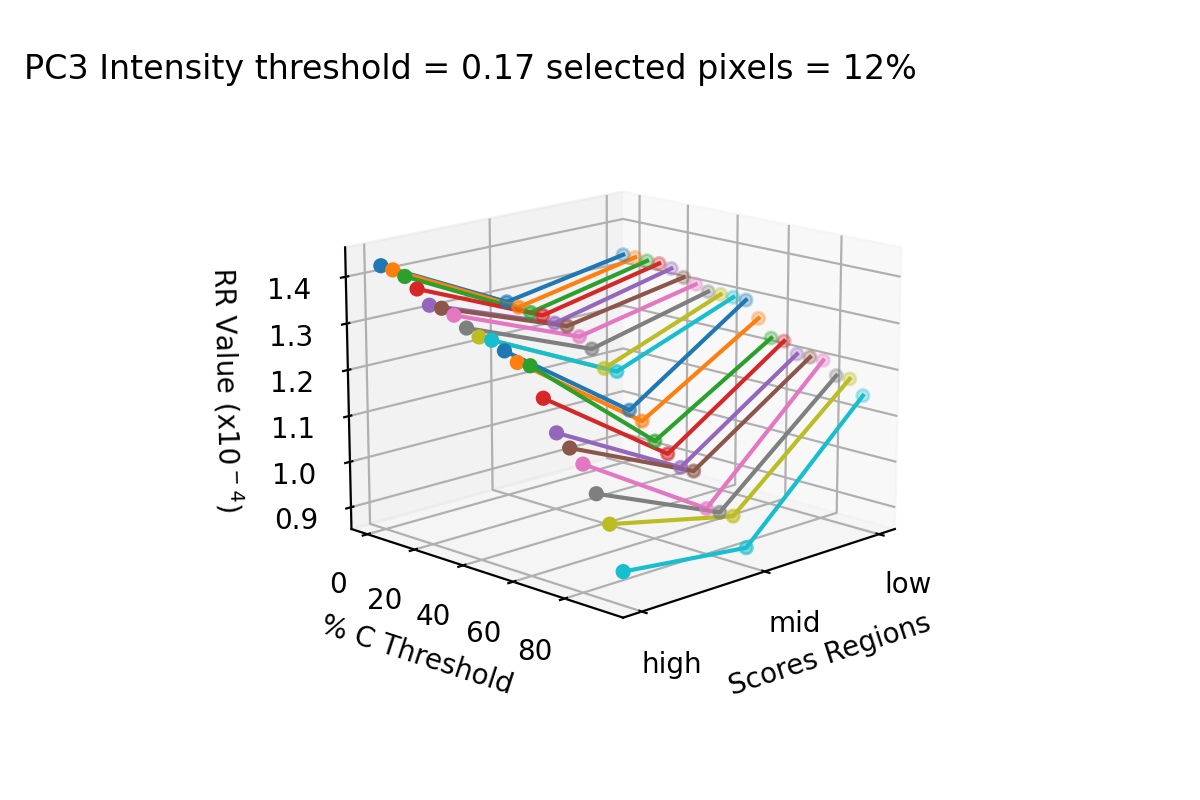 PC3 Intensity threshold = 0.17 selected pixels = 12%
RR Value (x10⁻⁴)
1.4
1.3
1.2
1.1
1.0
0.9
0
20
40
60
80
% C Threshold
high
mid
low
Scores Regions